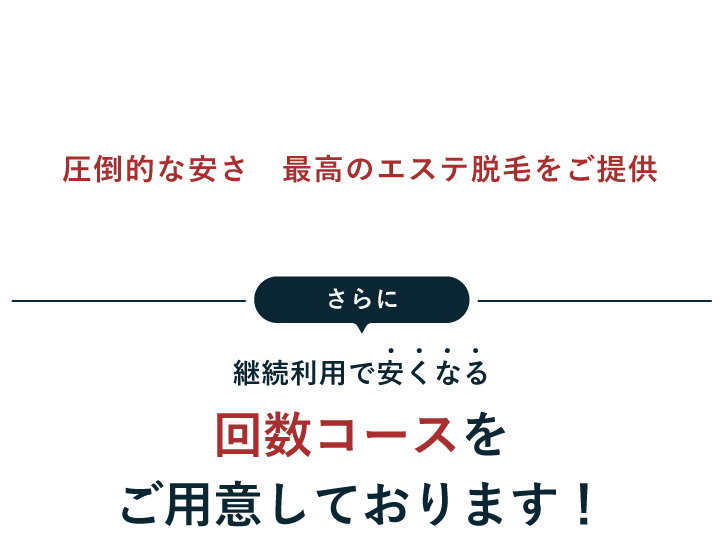 圧倒的な安さ　最高のエステ脱毛をご提供
さらに
継続利用で安くなる
回数コースを
ご用意しております！